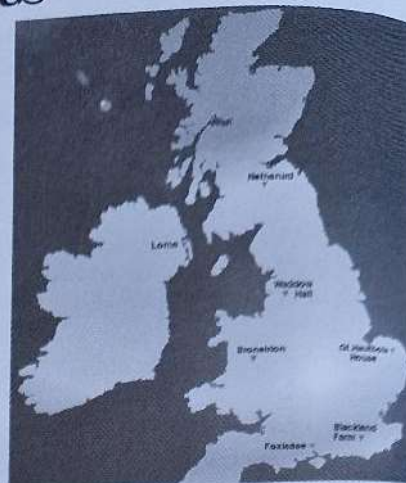 Netherurd
Lorne
Waddow
Hall
Broneirion
House
Blackland
Farm
Foxlease